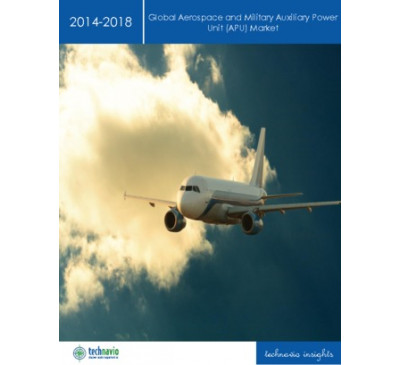 2014-2018
Global Aerospace and Military Auxiliary Power
Unit (APU) Market
technavio
technavio insights